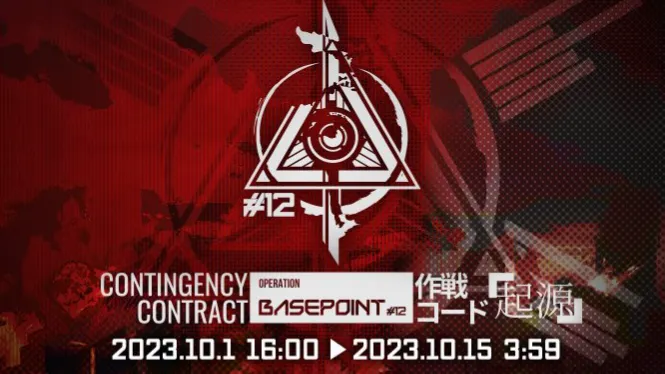 #12
CONTINGENCY
CONTRACT
OPERATION
BASEPOINT #12
作戦
コード
「起源」
2023.10.1 16:00 ▶ 2023.10.15 3:59